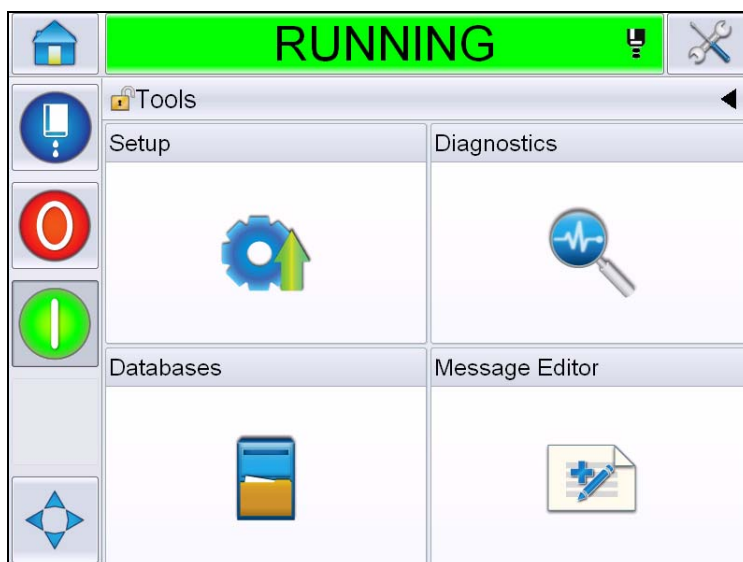 RUNNING
Tools
Setup
Diagnostics
Databases
Message Editor